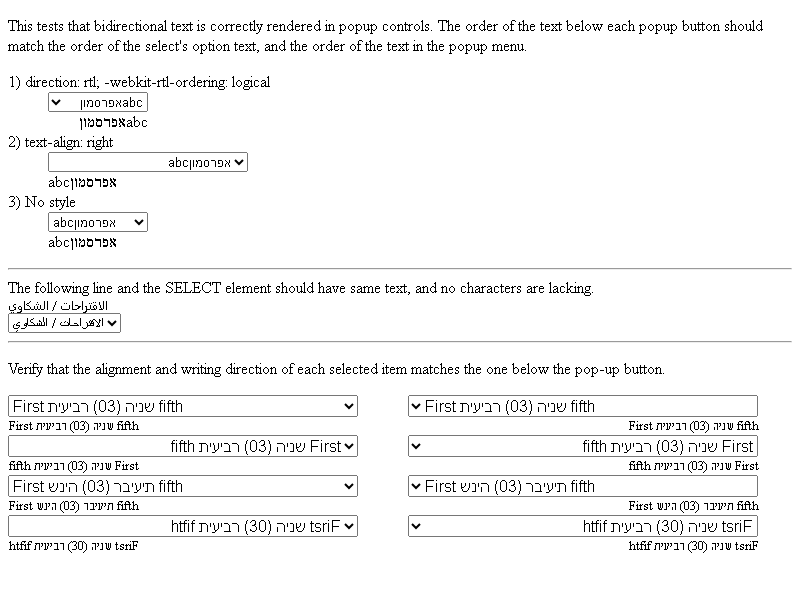 This tests that bidirectional text is correctly rendered in popup controls. The order of the text below each popup button should
match the order of the select's option text, and the order of the text in the popup menu.
1) direction: rtl; -webkit-rtl-ordering: logical
abcאפרסמון
abcאפרסמון
2) text-align: right
abcאפרסמון
abcאפרסמון
3) No style
abcאפרסמון
abcאפרסמון
The following line and the SELECT element should have same text, and no characters are lacking.
الاقتراحات / الشكاوي
الاقتراحات / الشكاوي
Verify that the alignment and writing direction of each selected item matches the one below the pop-up button.
First שניה (03) רביעית fifth
First שניה (03) רביעית fifth
First שניה (03) רביעית fifth
First שניה (03) רביעית fifth
First שניה (03) רביעית fifth
First שניה (03) רביעית fifth
First שניה (03) רביעית fifth
First שניה (03) רביעית fifth
First תיעיבר (03) הינש fifth
First תיעיבר (03) הינש fifth
First תיעיבר (03) הינש fifth
First תיעיבר (03) הינש fifth
tsriF שניה (30) רביעית htfif
tsriF שניה (30) רביעית htfif
tsriF שניה (30) רביעית htfif
tsriF שניה (30) רביעית htfif